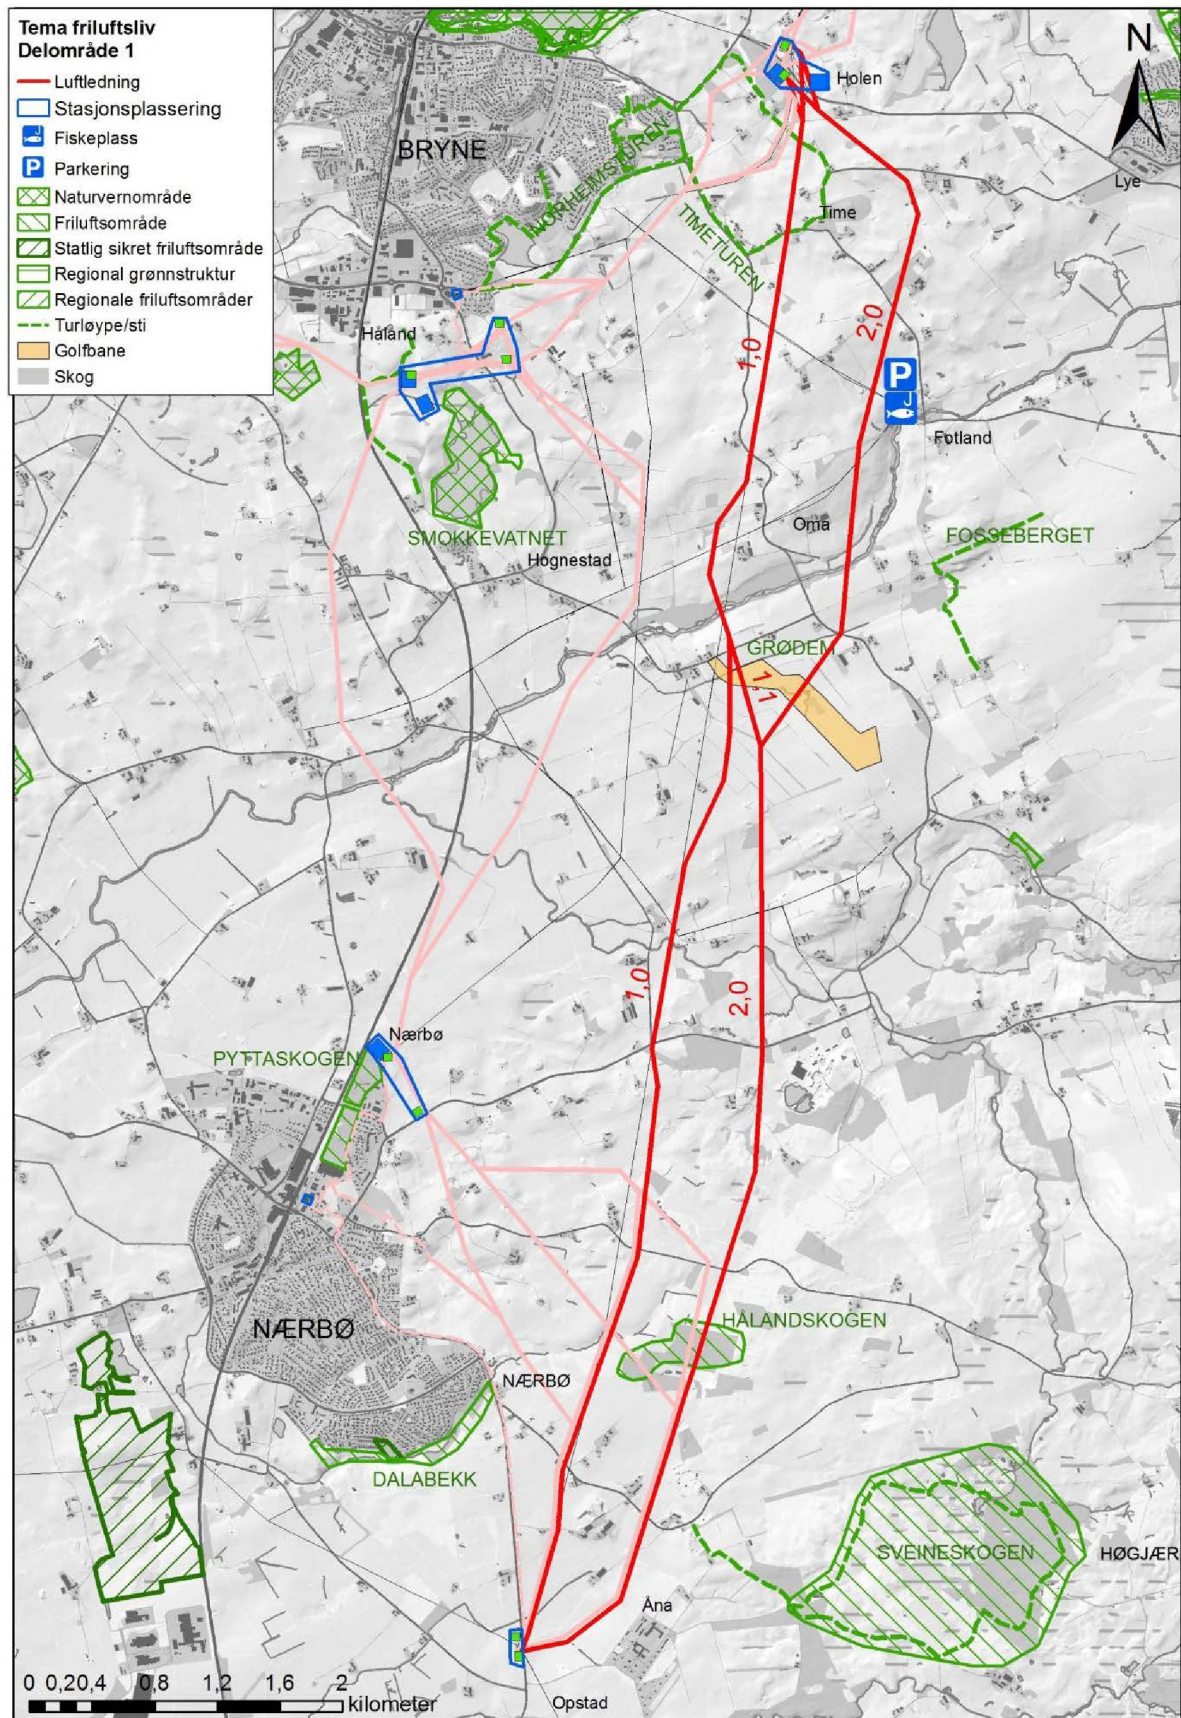 Tema friluftsliv
Delområde 1
Luftledning
Stasjonsplassering
Fiskeplass
P Parkering
Naturvernområde
Friluftsområde
Statlig sikret friluftsområde
Regional grønnstruktur
Regionale friluftsområder
Turløype/sti
Golfbane
Skog
N
Holen
BRYNE
Lye
NORHEIMSTUREN
TIMETUREN
Time
2,0
1,0
Håland
P
Fotland
SMOKKEVATNET
Hognestad
Oma
FOSSEBERGET
GRØDEM
1,1
1,0
2,0
Nærbø
PYTTASKOGEN
HÅLANDSKOGEN
NÆRBØ
NÆRBØ
DALABEKK
SVEINESKOGEN
HØGJÆR
Åna
Opstad
0 0,20,4 0,8 1,2 1,6 2
kilometer